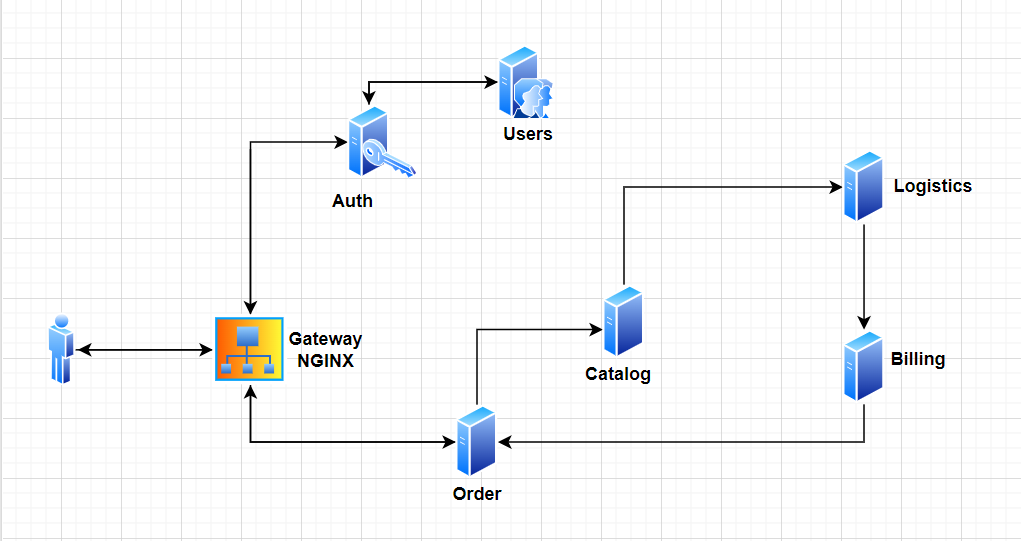 Users
Auth
Logistics
Gateway
NGINX
Billing
Catalog
Order